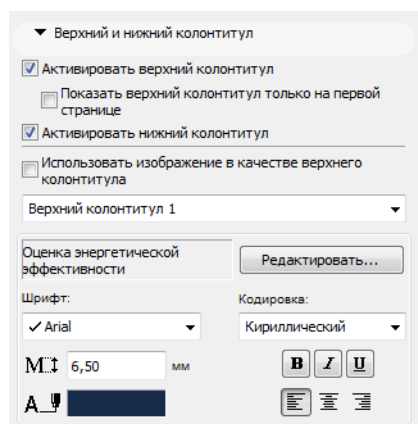 Верхний и нижний колонтитул
Активировать верхний колонтитул
Показать верхний колонтитул только на первой
странице
Активировать нижний колонтитул
Использовать изображение в качестве верхнего
колонтитула
Верхний колонтитул 1
Оценка энергетической
эффективности
Редактировать...
Шрифт:
Кодировка:
Arial
Кириллический
M 6,50 мм
B I U
A